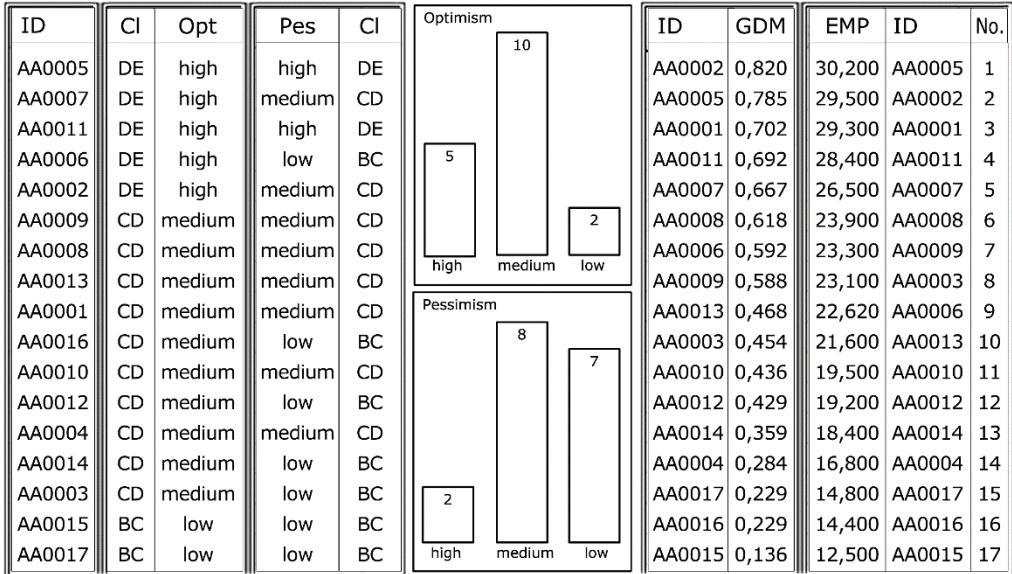 ID Cl Opt Pes Cl
AA0005 DE high high DE
AA0007 DE high medium CD
AA0011 DE high high DE
AA0006 DE high low BC
AA0002 DE high medium CD
AA0009 CD medium medium CD
AA0008 CD medium medium CD
AA0013 CD medium medium CD
AA0001 CD medium medium CD
AA0016 CD medium low BC
AA0010 CD medium medium CD
AA0012 CD medium low BC
AA0004 CD medium medium CD
AA0014 CD medium low BC
AA0003 CD medium low BC
AA0015 BC low low BC
AA0017 BC low low BC
Optimism
10
5
2
high medium low
Pessimism
8
7
2
high medium low
ID GDM EMP ID No.
AA0002 0,820 30,200 AA0005 1
AA0005 0,785 29,500 AA0002 2
AA0001 0,702 29,300 AA0001 3
AA0011 0,692 28,400 AA0011 4
AA0007 0,667 26,500 AA0007 5
AA0008 0,618 23,900 AA0008 6
AA0006 0,592 23,300 AA0009 7
AA0009 0,588 23,100 AA0003 8
AA0013 0,468 22,620 AA0006 9
AA0003 0,454 21,600 AA0013 10
AA0010 0,436 19,500 AA0010 11
AA0012 0,429 19,200 AA0012 12
AA0014 0,359 18,400 AA0014 13
AA0004 0,284 16,800 AA0004 14
AA0017 0,229 14,800 AA0017 15
AA0016 0,229 14,400 AA0016 16
AA0015 0,136 12,500 AA0015 17